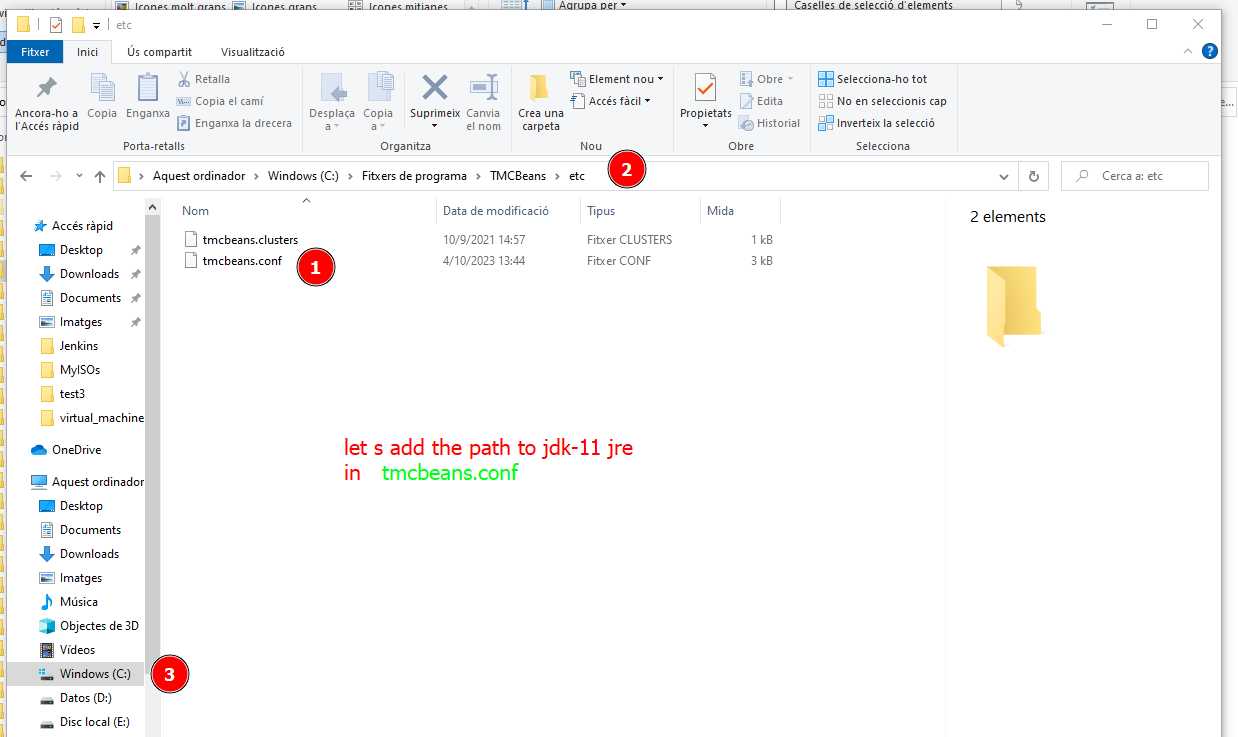 Icones molt grans Icones grans Icones mitjanes Agrupa per Caselles de selecció d'elements
etc
Fitxer Inici Ús compartit Visualització
Ancora-ho a l'Accés ràpid
Copia
Enganxa
Retalla
Copia el camí
Enganxa la drecera
Desplaça a
Copia a
Suprimeix
Canvia el nom
Crea una carpeta
Element nou
Accés fàcil
Propietats
Obre
Edita
Historial
Selecciona-ho tot
No en seleccionis cap
Inverteix la selecció
Porta-retalls Organitza Nou Obre Selecciona
2
Aquest ordinador Windows (C:) Fitxers de programa TMCBeans etc
Cerca a: etc
Nom Data de modificació Tipus Mida
tmcbeans.clusters 10/9/2021 14:57 Fitxer CLUSTERS 1 kB
tmcbeans.conf 4/10/2023 13:44 Fitxer CONF 3 kB
1
2 elements
Accés ràpid
Desktop
Downloads
Documents
Imatges
Jenkins
MyISOs
test3
virtual_machine
OneDrive
Aquest ordinador
Desktop
Documents
Downloads
Imatges
Música
Objectes de 3D
Vídeos
Windows (C:)
3
Datos (D:)
Disc local (E:)
let s add the path to jdk-11 jre
in tmcbeans.conf